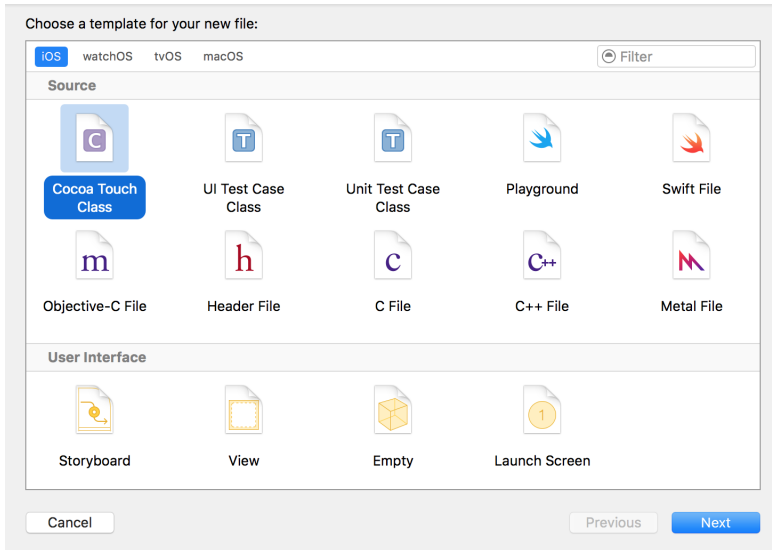 Choose a template for your new file:
iOS watchOS tvOS macOS Filter
Source
C T T
Cocoa Touch Class UI Test Case Class Unit Test Case Class Playground Swift File
m h c C++
Objective-C File Header File C File C++ File Metal File
User Interface
1
Storyboard View Empty Launch Screen
Cancel Previous Next